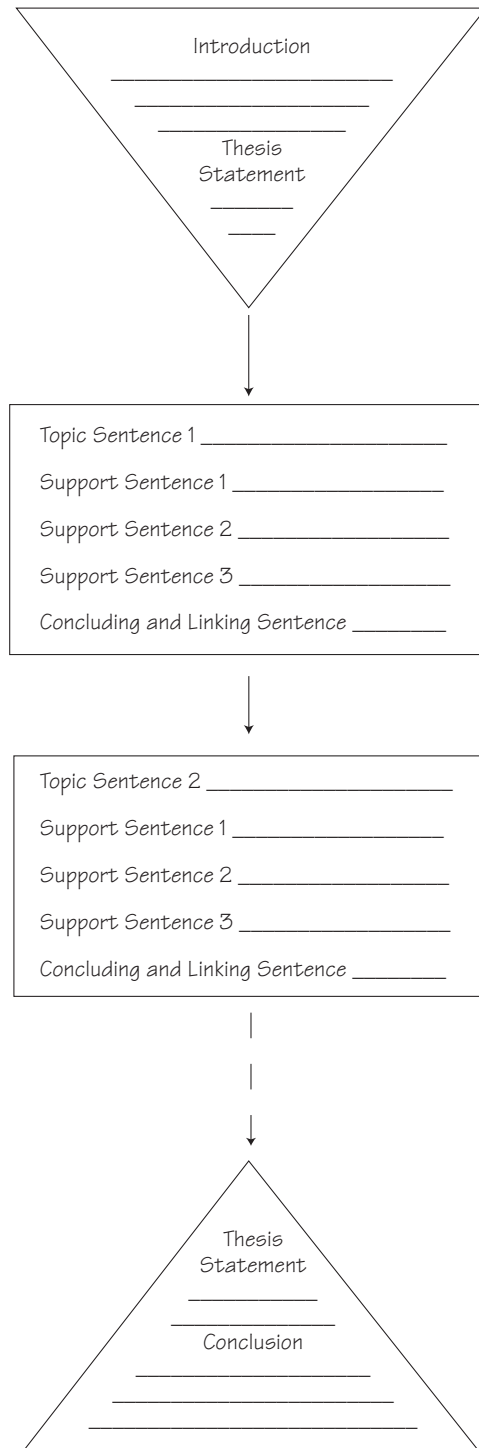 Introduction
Thesis
Statement
Topic Sentence 1
Support Sentence 1
Support Sentence 2
Support Sentence 3
Concluding and Linking Sentence
Topic Sentence 2
Support Sentence 1
Support Sentence 2
Support Sentence 3
Concluding and Linking Sentence
Thesis
Statement
Conclusion